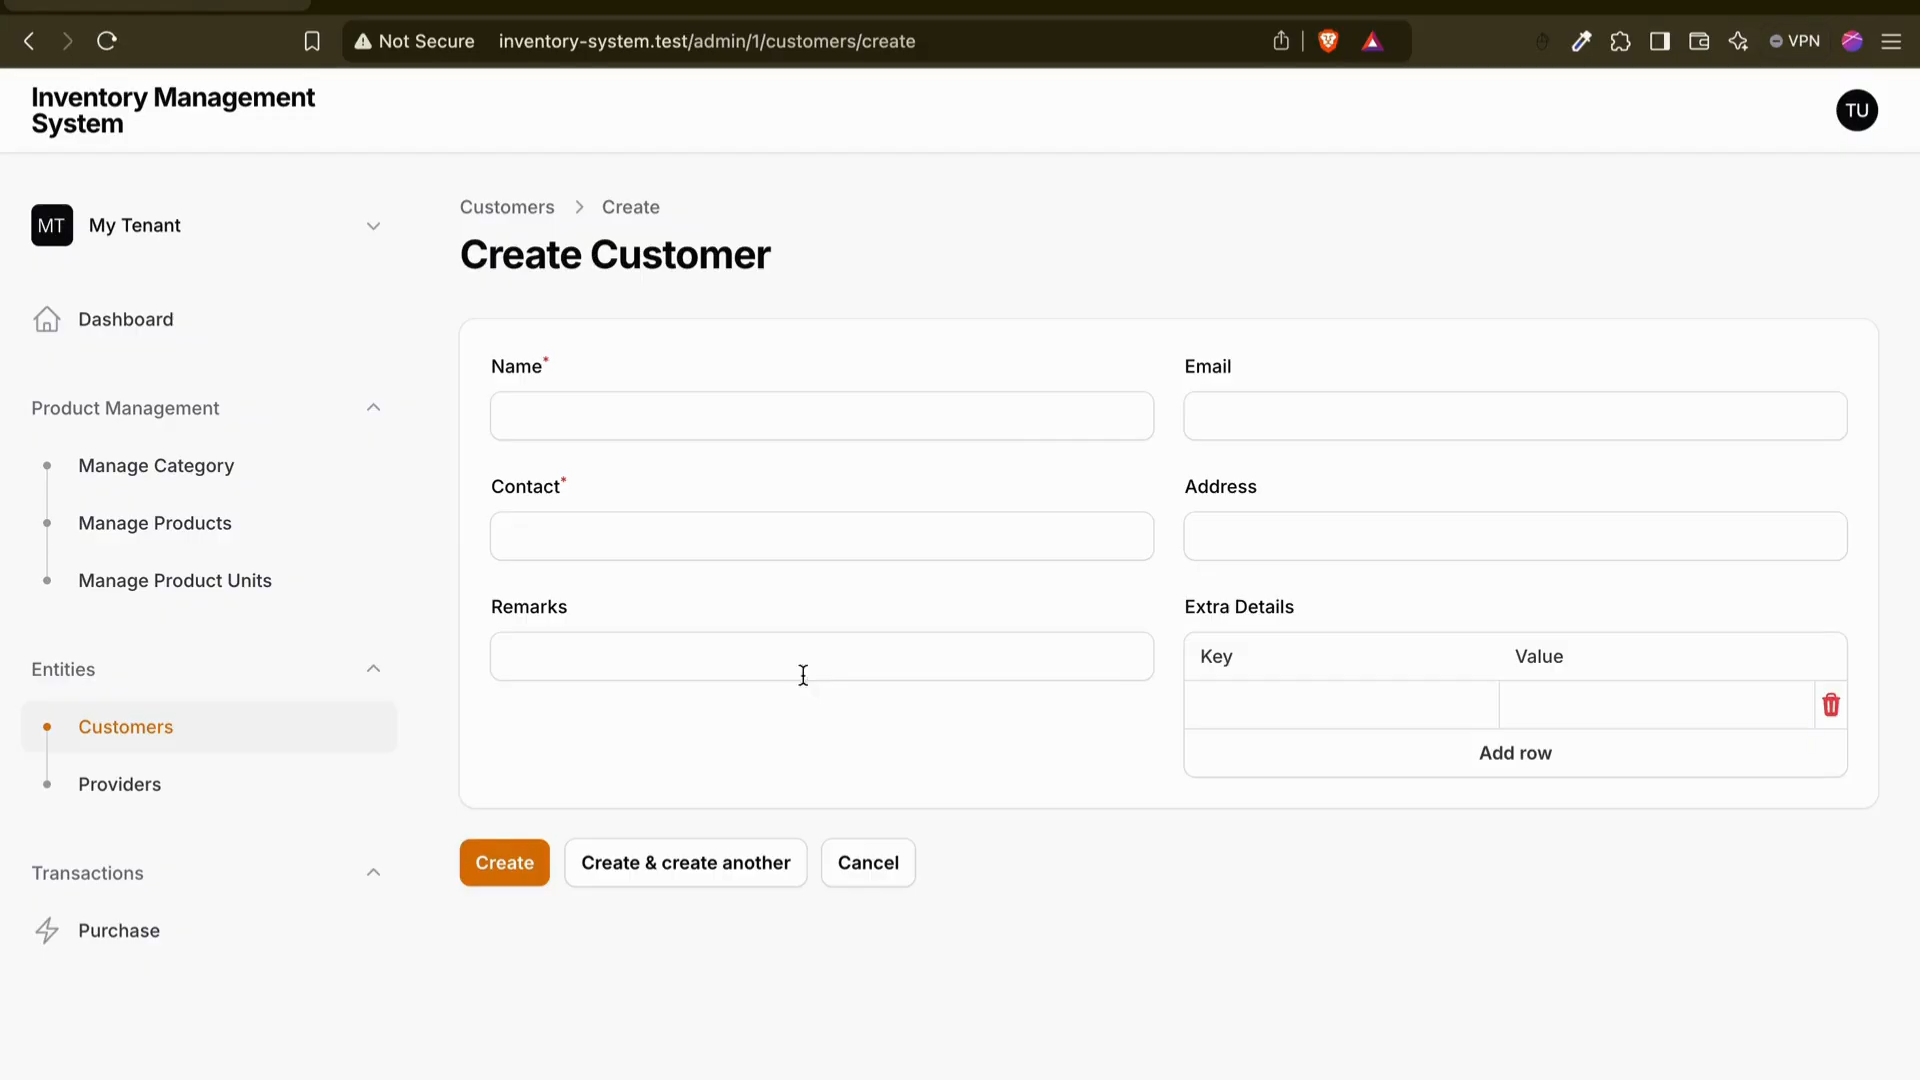 Not Secure inventory-system.test/admin/1/customers/create
VPN
Inventory Management
System
TU
MT My Tenant
Dashboard
Product Management
Manage Category
Manage Products
Manage Product Units
Entities
Customers
Providers
Transactions
Purchase
Customers > Create
Create Customer
Name*
Email
Contact*
Address
Remarks
Extra Details
Key Value
Add row
Create
Create & create another
Cancel